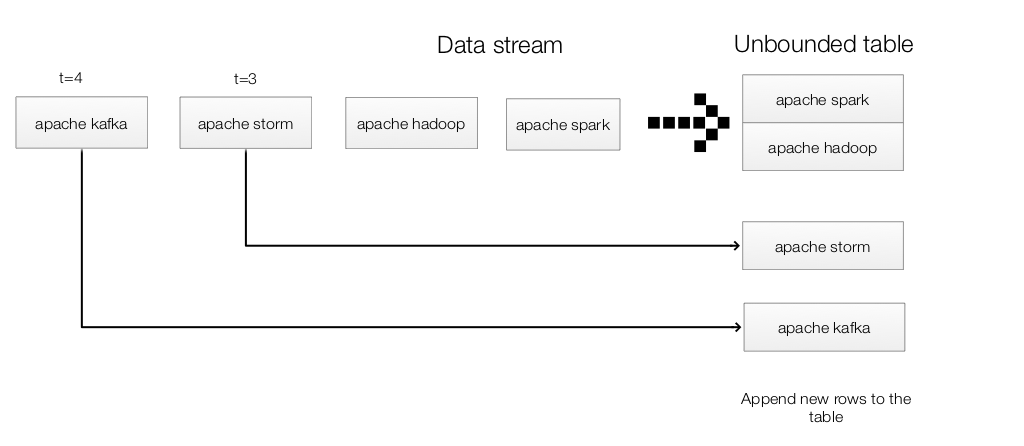 Data stream
Unbounded table
t=4
t=3
apache kafka
apache storm
apache hadoop
apache spark
apache spark
apache hadoop
apache storm
apache kafka
Append new rows to the
table